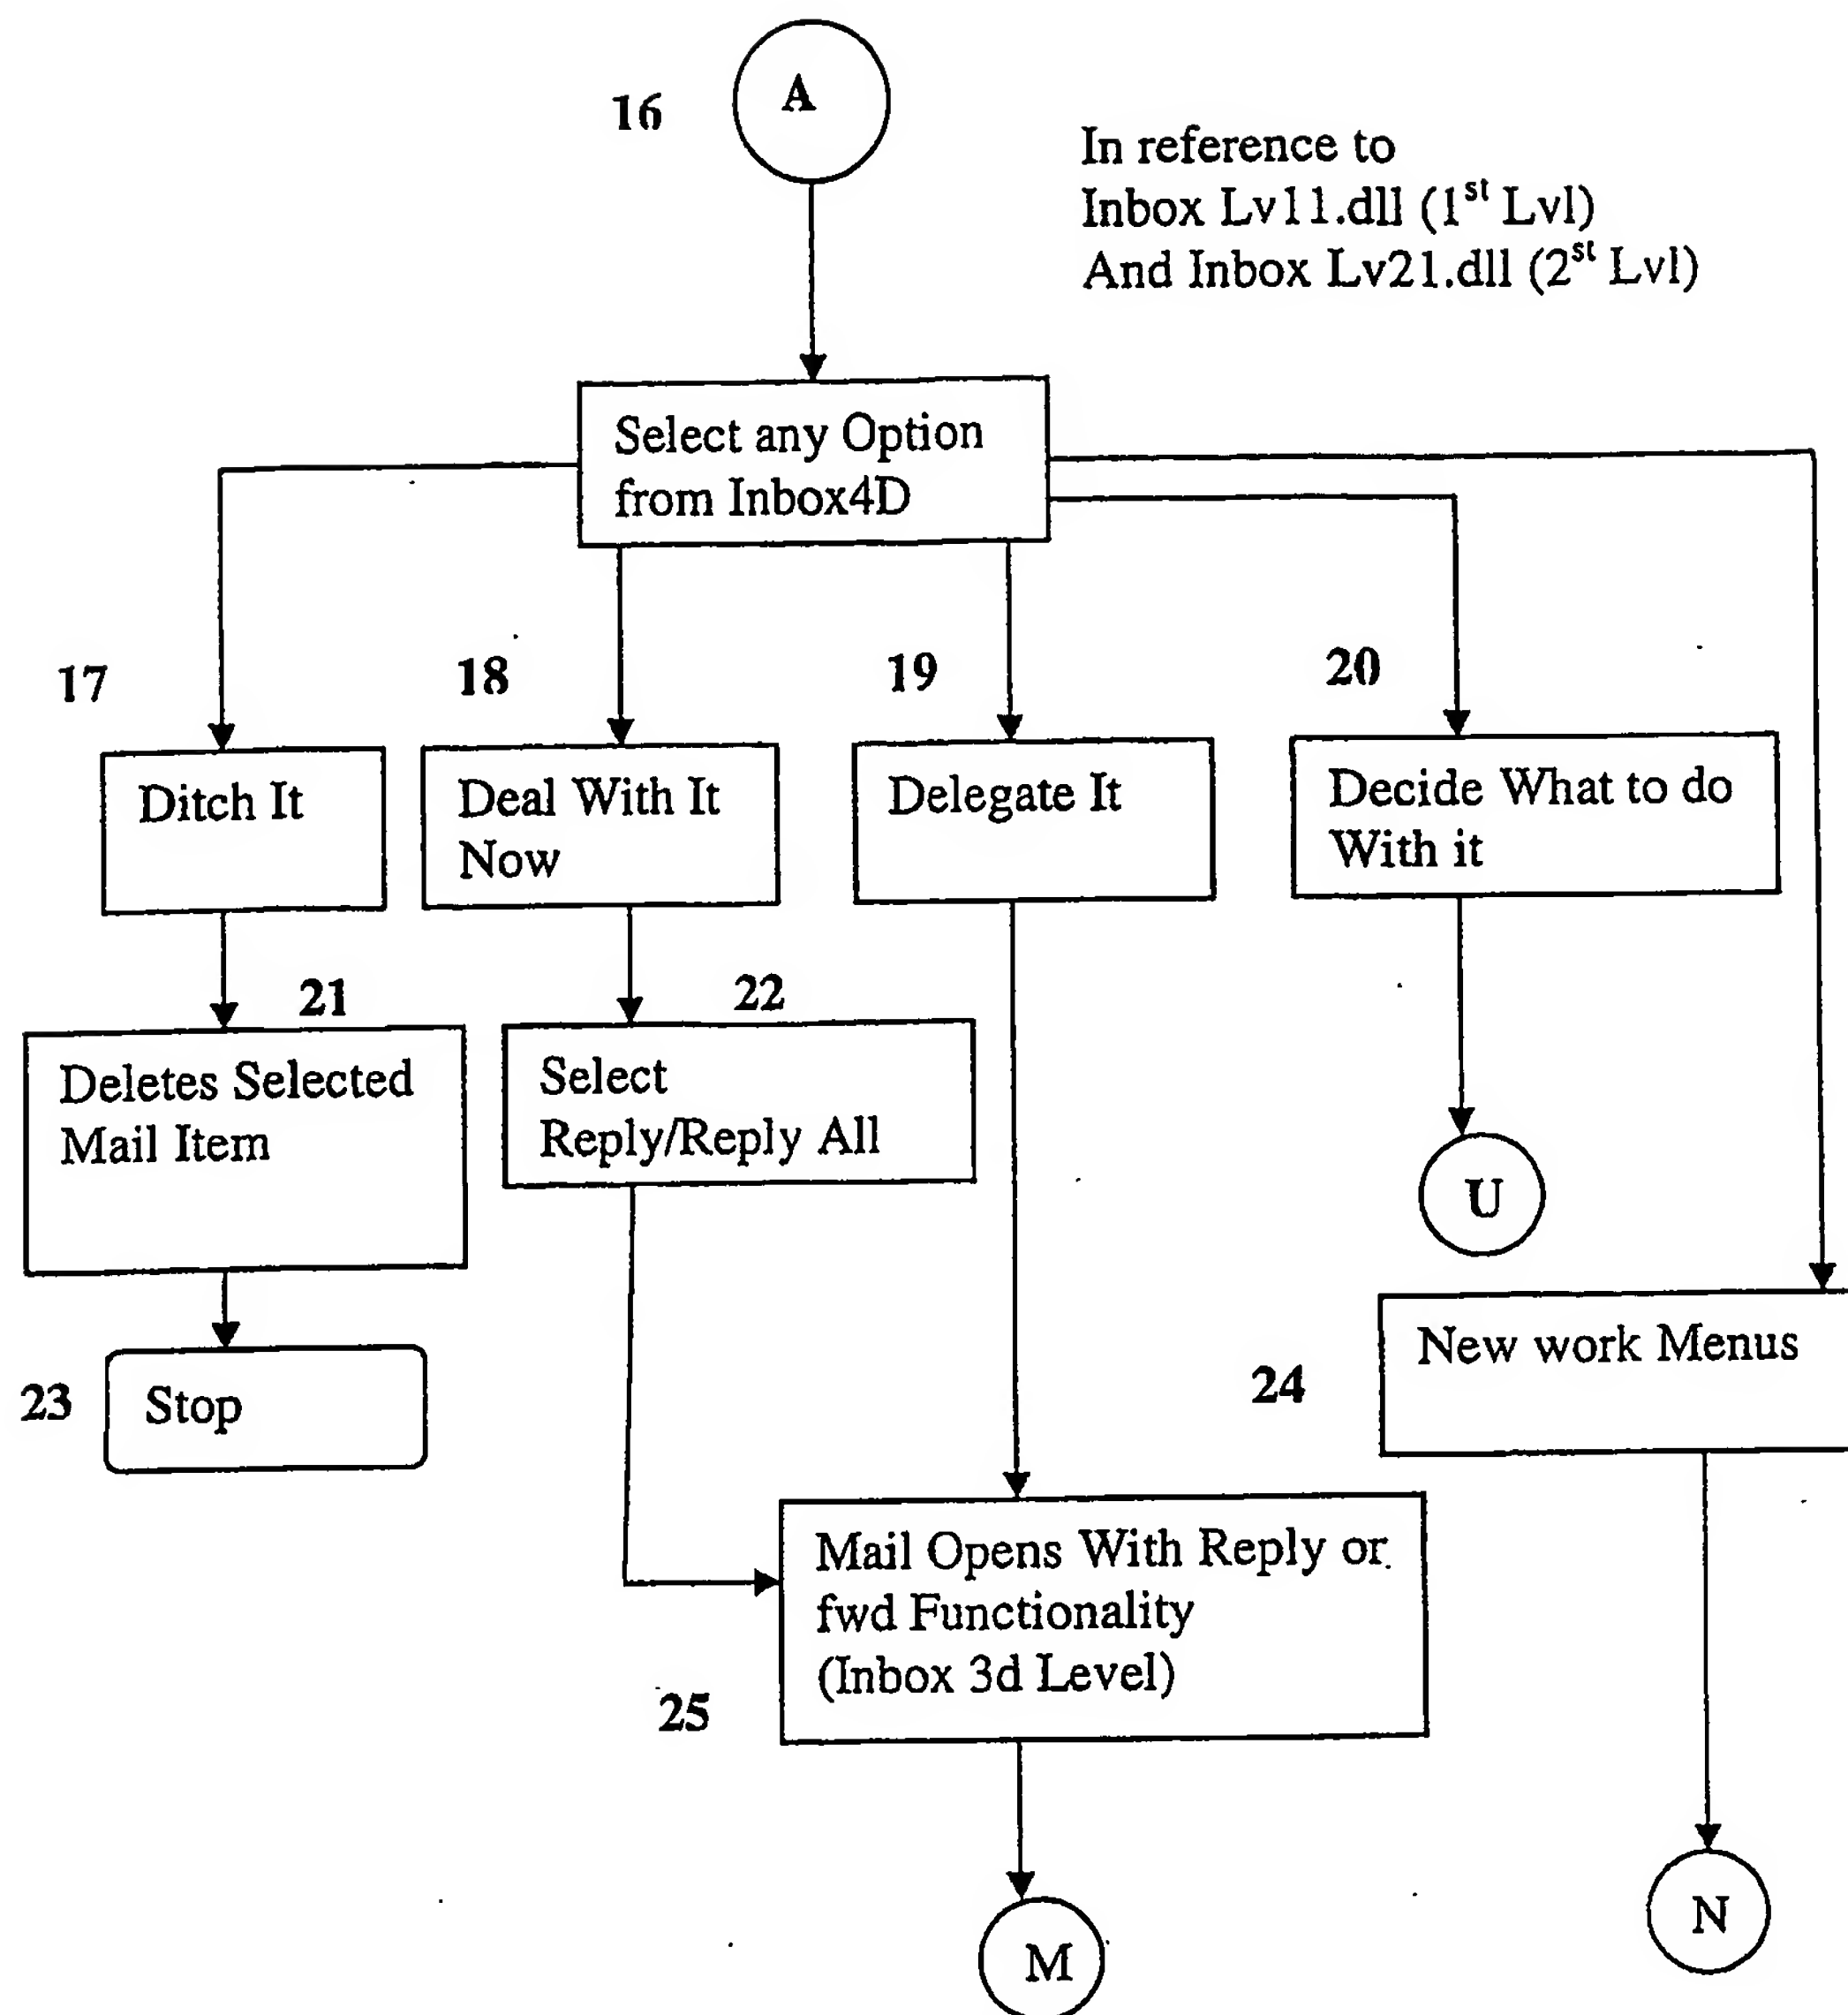 16
A
In reference to
Inbox Lv11.dll (1st Lvl)
And Inbox Lv21.dll (2st Lvl)
Select any Option
from Inbox4D
17
18
19
20
Ditch It
Deal With It
Now
Delegate It
Decide What to do
With it
21
22
Deletes Selected
Mail Item
Select
Reply/Reply All
U
23
Stop
24
New work Menus
Mail Opens With Reply or
fwd Functionality
(Inbox 3d Level)
25
M
N